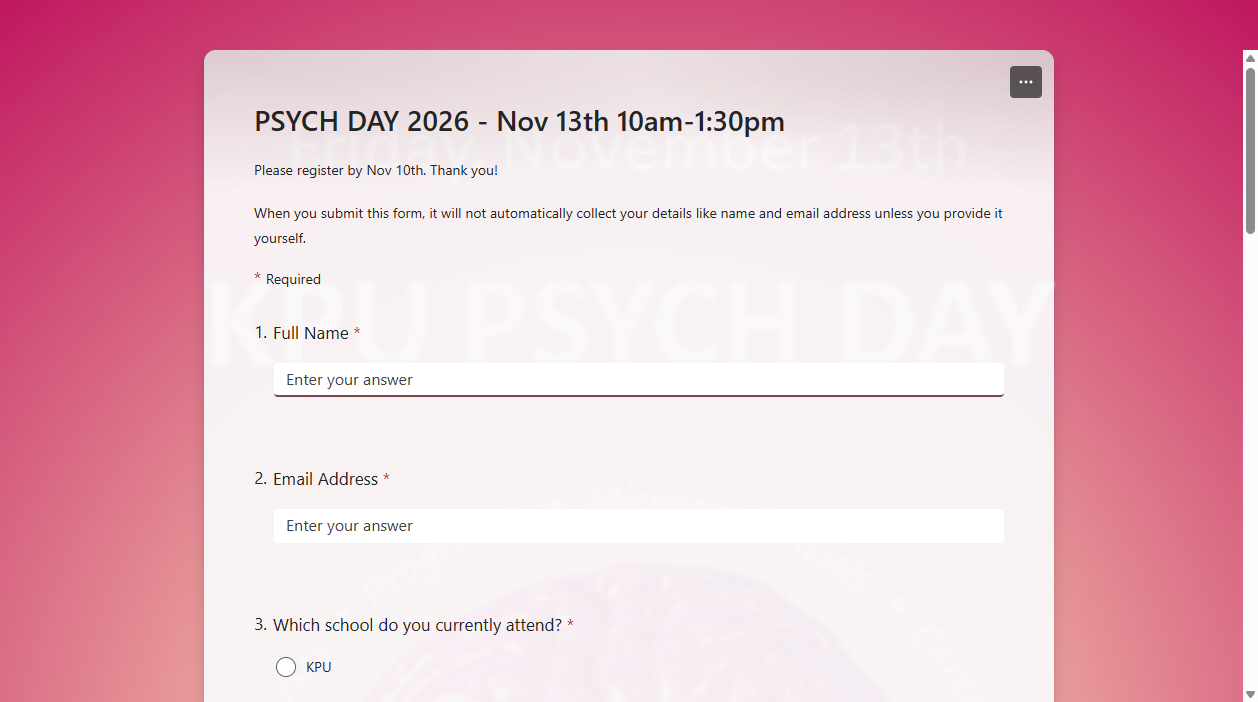 PSYCH DAY 2026 - Nov 13th 10am-1:30pm
Friday, November 13th
Please register by Nov 10th. Thank you!
When you submit this form, it will not automatically collect your details like name and email address unless you provide it
yourself.
* Required
KPU PSYCH DAY
1. Full Name *
Enter your answer
2. Email Address *
Enter your answer
3. Which school do you currently attend? *
KPU